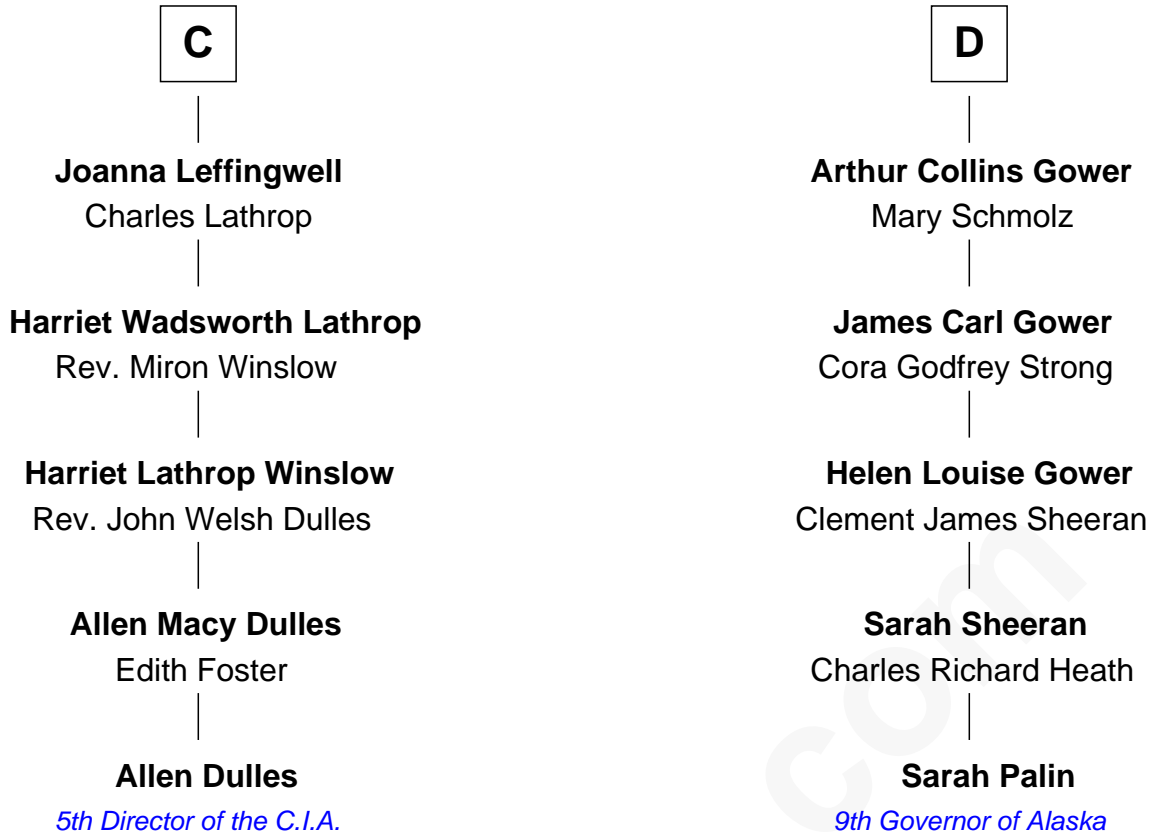 C
Joanna Leffingwell
Charles Lathrop
Harriet Wadsworth Lathrop
Rev. Miron Winslow
Harriet Lathrop Winslow
Rev. John Welsh Dulles
Allen Macy Dulles
Edith Foster
Allen Dulles
5th Director of the C.I.A.
D
Arthur Collins Gower
Mary Schmolz
James Carl Gower
Cora Godfrey Strong
Helen Louise Gower
Clement James Sheeran
Sarah Sheeran
Charles Richard Heath
Sarah Palin
9th Governor of Alaska
com